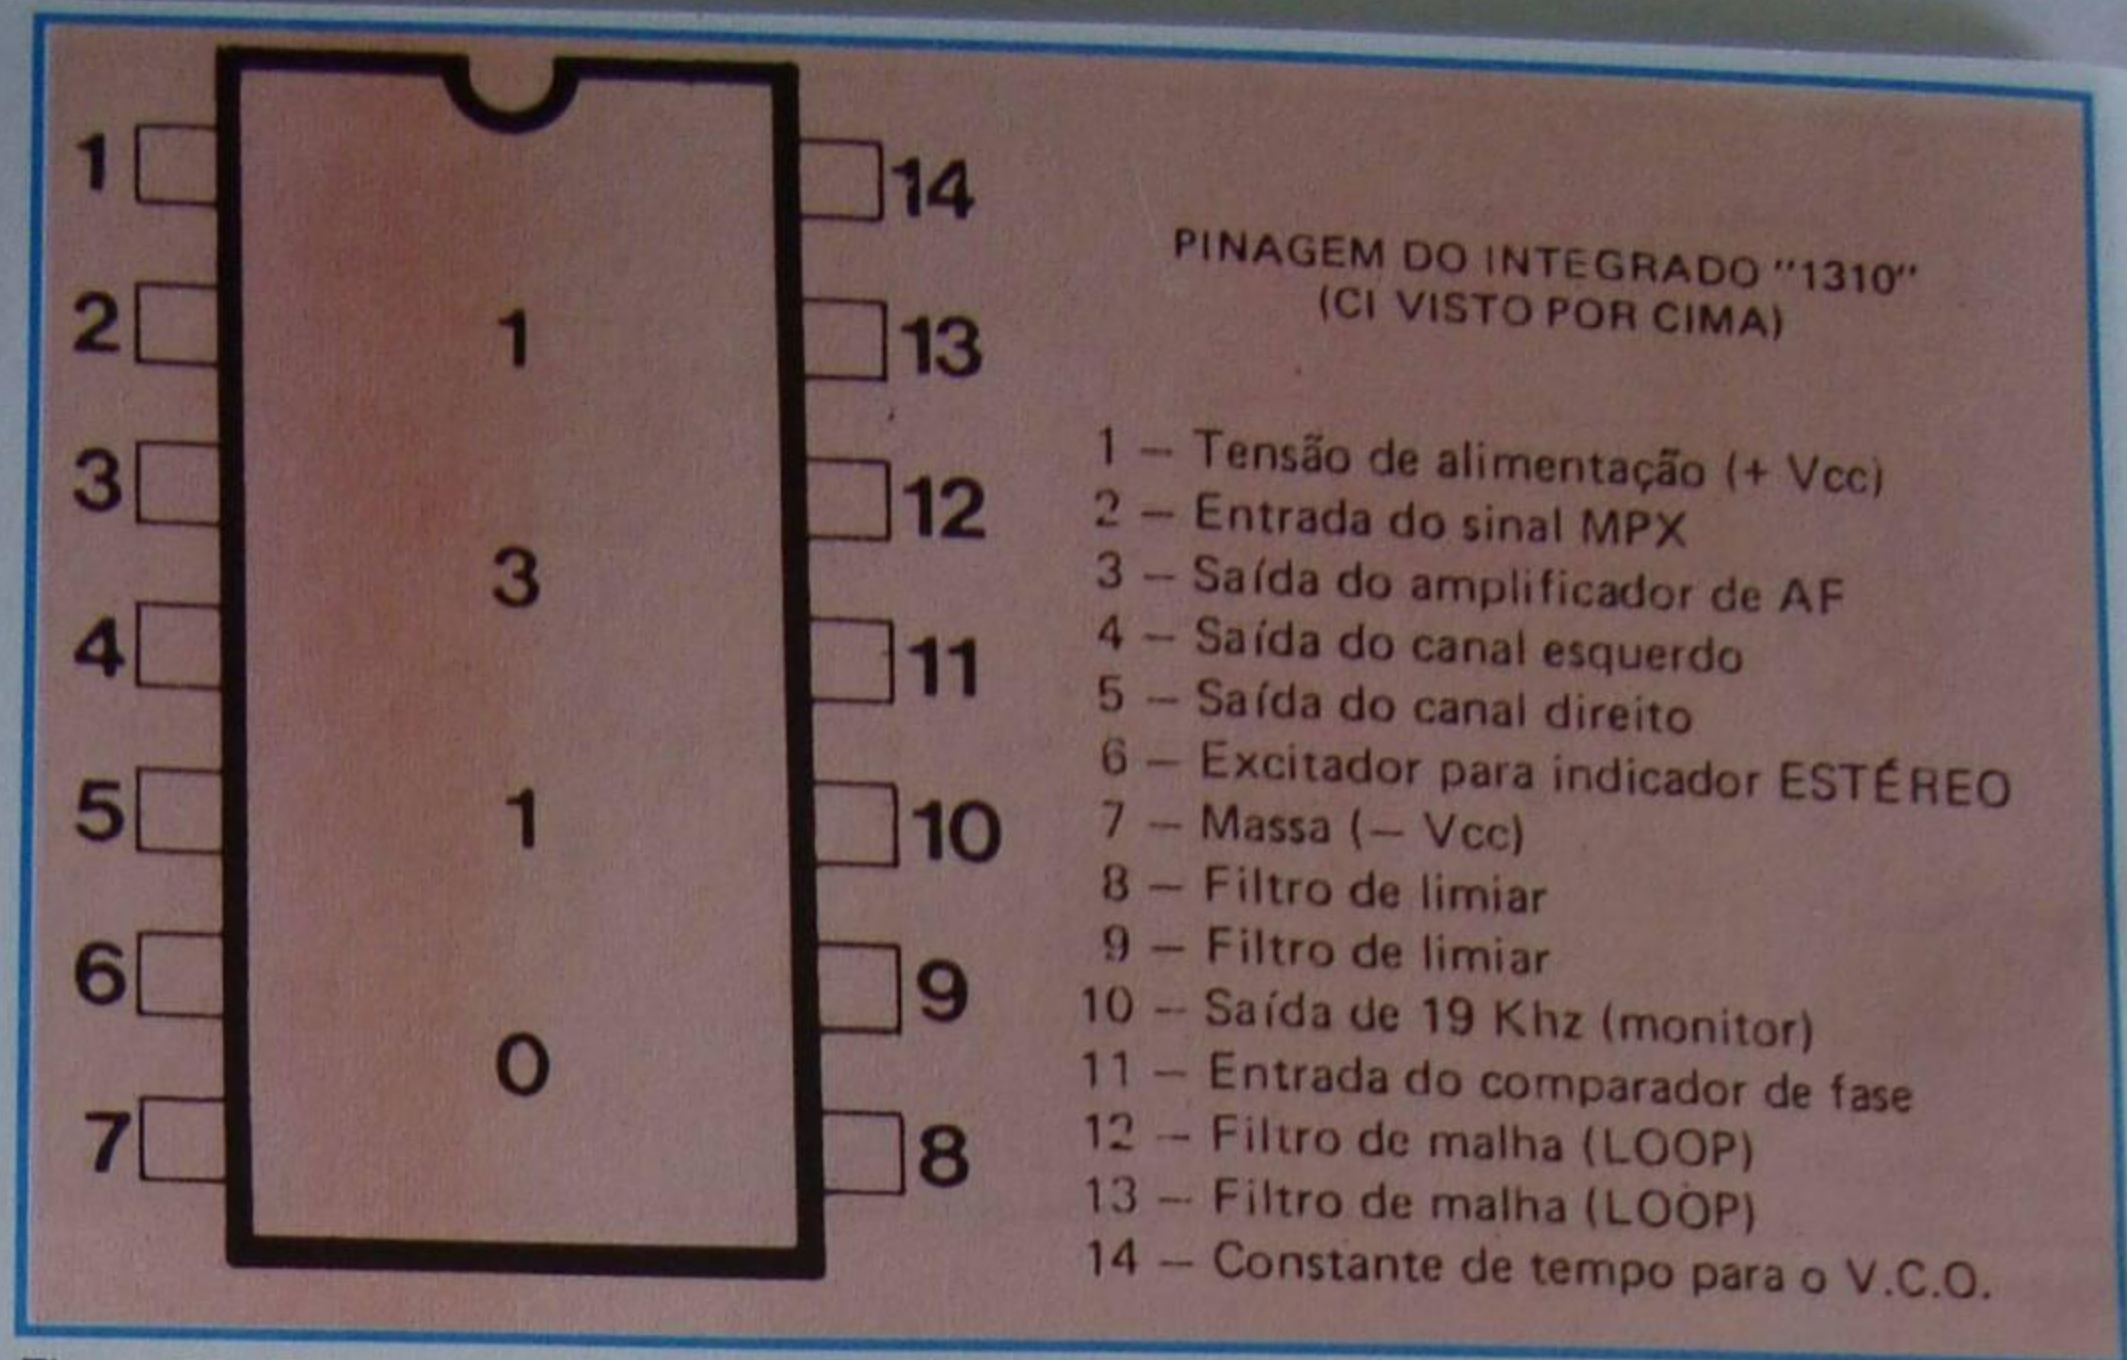 1
2
3
4
5
6
7
14
13
12
11
10
9
8
1
3
1
0
PINAGEM DO INTEGRADO "1310"
(CI VISTO POR CIMA)
1 — Tensão de alimentação (+ Vcc)
2 — Entrada do sinal MPX
3 — Saída do amplificador de AF
4 — Saída do canal esquerdo
5 — Saída do canal direito
6 — Excitador para indicador ESTÉREO
7 — Massa (— Vcc)
8 — Filtro de limiar
9 — Filtro de limiar
10 — Saída de 19 Khz (monitor)
11 — Entrada do comparador de fase
12 — Filtro de malha (LOOP)
13 — Filtro de malha (LOOP)
14 — Constante de tempo para o V.C.O.